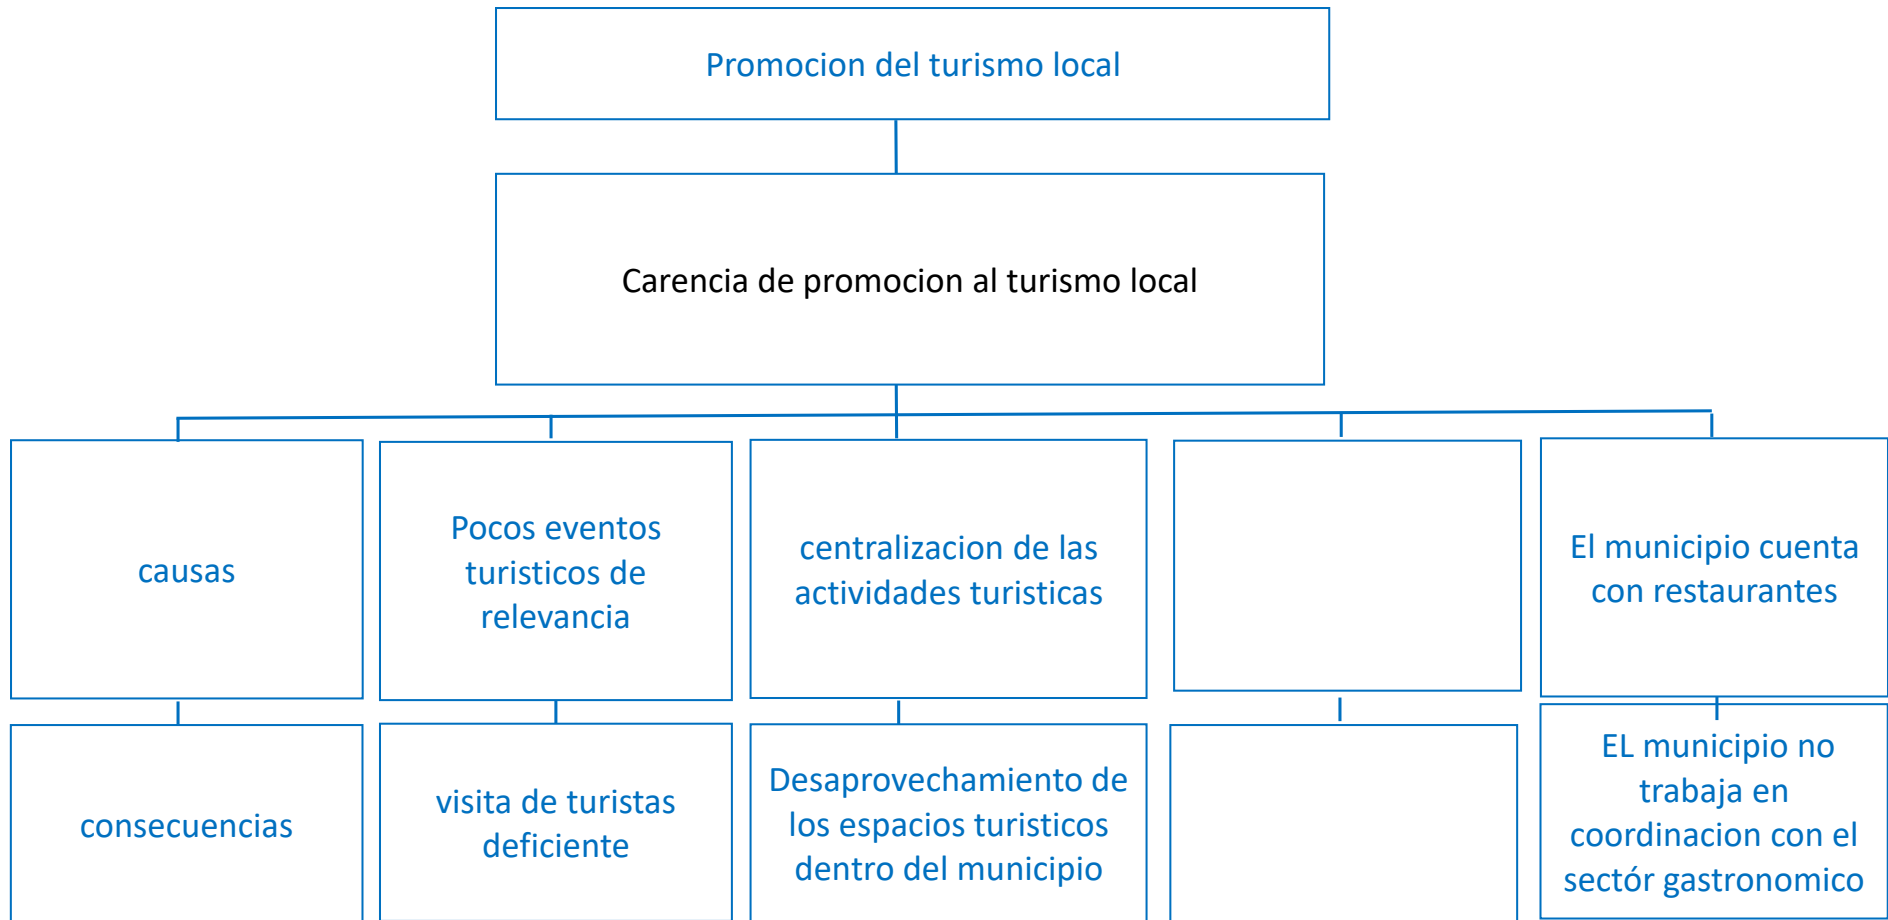 Promocion del turismo local
Carencia de promocion al turismo local
causas
Pocos eventos
turisticos de
relevancia
centralizacion de las
actividades turisticas
El municipio cuenta
con restaurantes
consecuencias
visita de turistas
deficiente
Desaprovechamiento de
los espacios turisticos
dentro del municipio
EL municipio no
trabaja en
coordinacion con el
sectór gastronomico